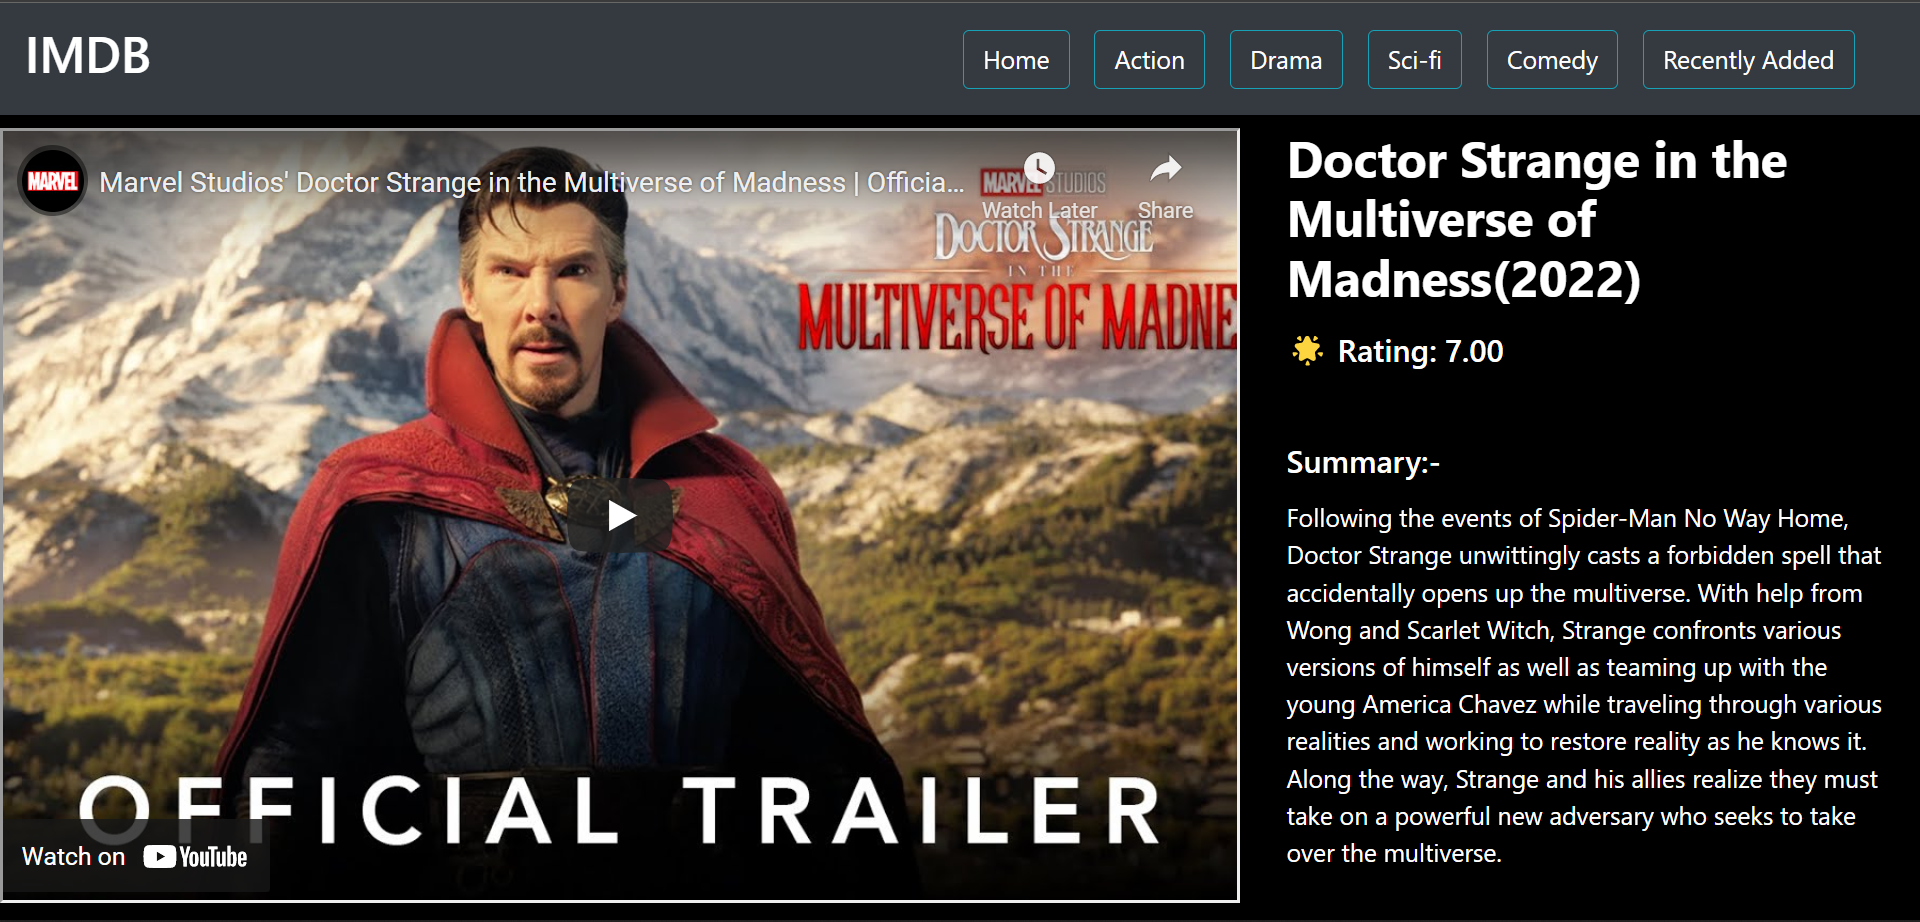 IMDB
Home
Action
Drama
Sci-fi
Comedy
Recently Added
MARVEL
Marvel Studios' Doctor Strange in the Multiverse of Madness | Officia...
Watch Later
Share
MARVEL STUDIOS
DOCTOR STRANGE
IN THE
MULTIVERSE OF MADNE
OFFICIAL TRAILER
Watch on YouTube
Doctor Strange in the
Multiverse of
Madness(2022)
🌟 Rating: 7.00
Summary:-
Following the events of Spider-Man No Way Home,
Doctor Strange unwittingly casts a forbidden spell that
accidentally opens up the multiverse. With help from
Wong and Scarlet Witch, Strange confronts various
versions of himself as well as teaming up with the
young America Chavez while traveling through various
realities and working to restore reality as he knows it.
Along the way, Strange and his allies realize they must
take on a powerful new adversary who seeks to take
over the multiverse.